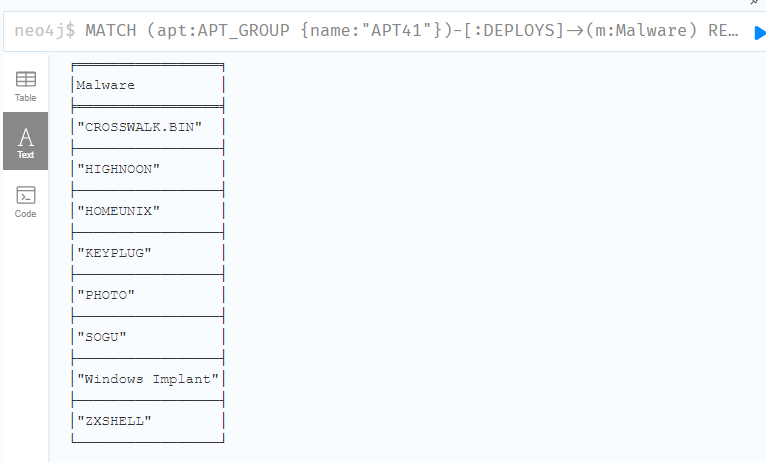 neo4j$ MATCH (apt:APT_GROUP {name:"APT41"})-[:DEPLOYS]->(m:Malware) RE…
Table
Text
Code
Malware
"CROSSWALK.BIN"
"HIGHNOON"
"HOMEUNIX"
"KEYPLUG"
"PHOTO"
"SOGU"
"Windows Implant"
"ZXSHELL"